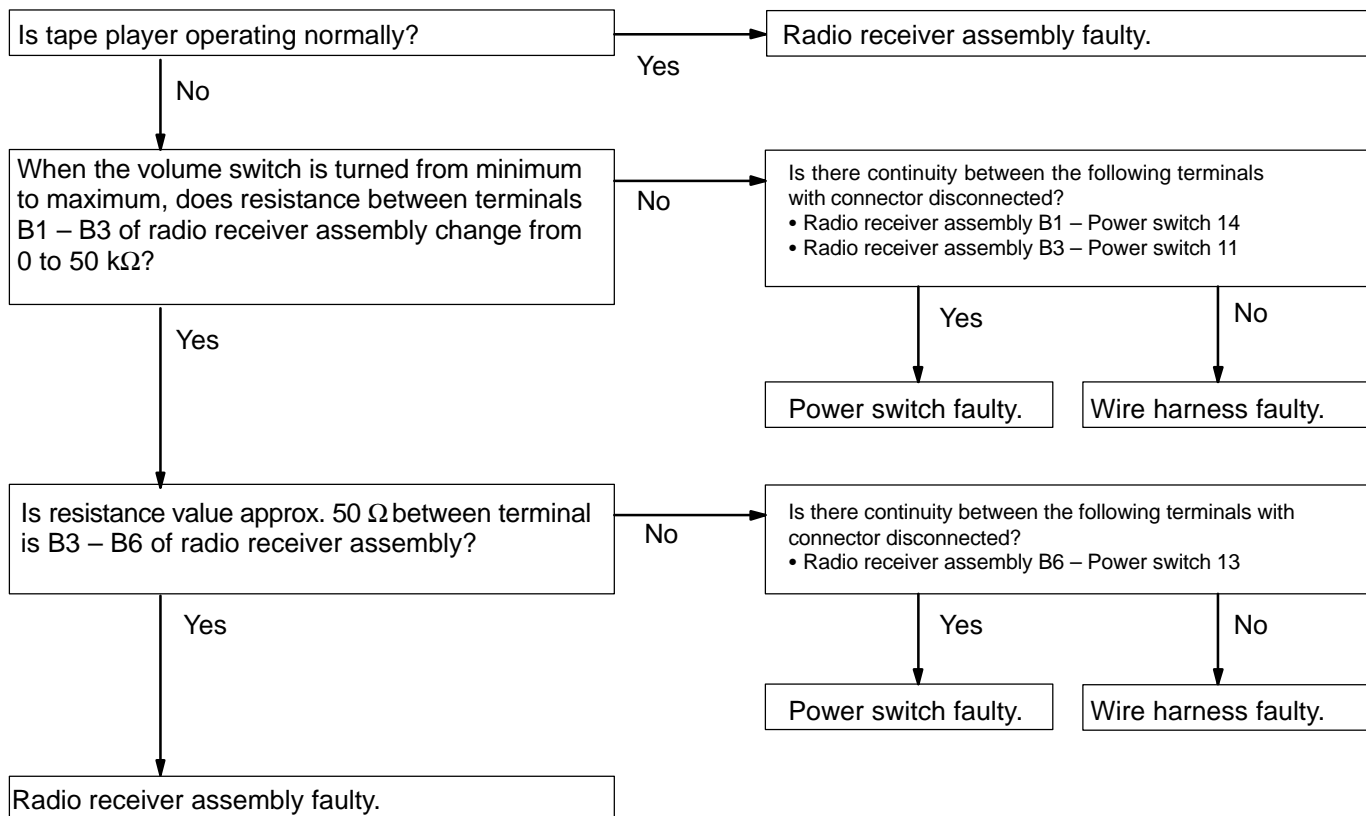 Is tape player operating normally?
Yes
Radio receiver assembly faulty.
No
When the volume switch is turned from minimum
to maximum, does resistance between terminals
B1 – B3 of radio receiver assembly change from
0 to 50 kΩ?
No
Is there continuity between the following terminals
with connector disconnected?
• Radio receiver assembly B1 – Power switch 14
• Radio receiver assembly B3 – Power switch 11
Yes
No
Power switch faulty.
Wire harness faulty.
Yes
Is resistance value approx. 50 Ω between terminal
is B3 – B6 of radio receiver assembly?
No
Is there continuity between the following terminals with
connector disconnected?
• Radio receiver assembly B6 – Power switch 13
Yes
No
Power switch faulty.
Wire harness faulty.
Yes
Radio receiver assembly faulty.